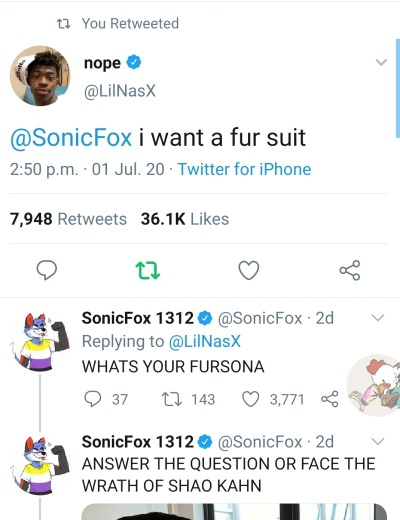 You Retweeted
nope
@LilNasX
@SonicFox i want a fur suit
2:50 p.m. · 01 Jul. 20 · Twitter for iPhone
7,948 Retweets 36.1K Likes
SonicFox 1312 @SonicFox · 2d
Replying to @LilNasX
WHATS YOUR FURSONA
37 143 3,771
SonicFox 1312 @SonicFox · 2d
ANSWER THE QUESTION OR FACE THE
WRATH OF SHAO KAHN